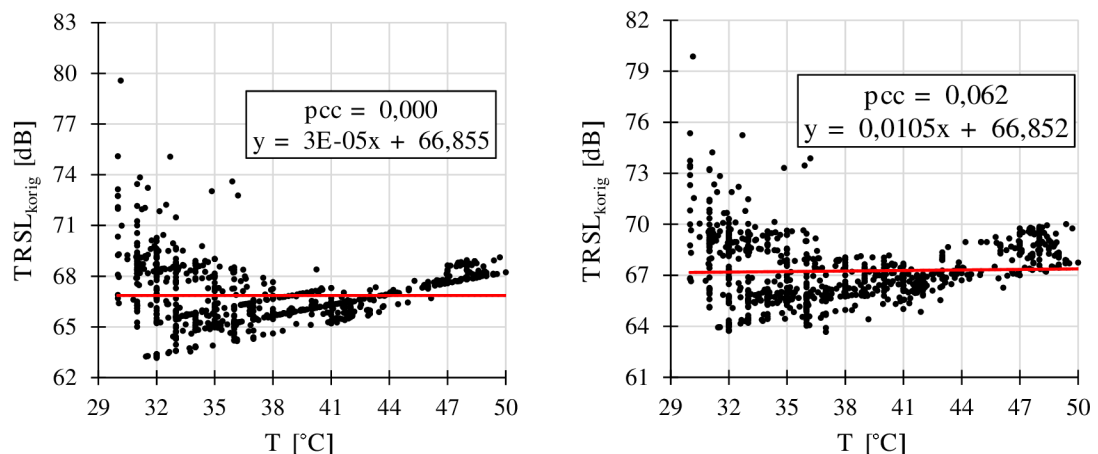 83
80
77
74
71
68
65
62
TRSLkorig [dB]
pcc = 0,000
y = 3E-05x + 66,855
29 32 35 38 41 44 47 50
T [°C]
82
79
76
73
70
67
64
61
TRSLkorig [dB]
pcc = 0,062
y = 0,0105x + 66,852
29 32 35 38 41 44 47 50
T [°C]